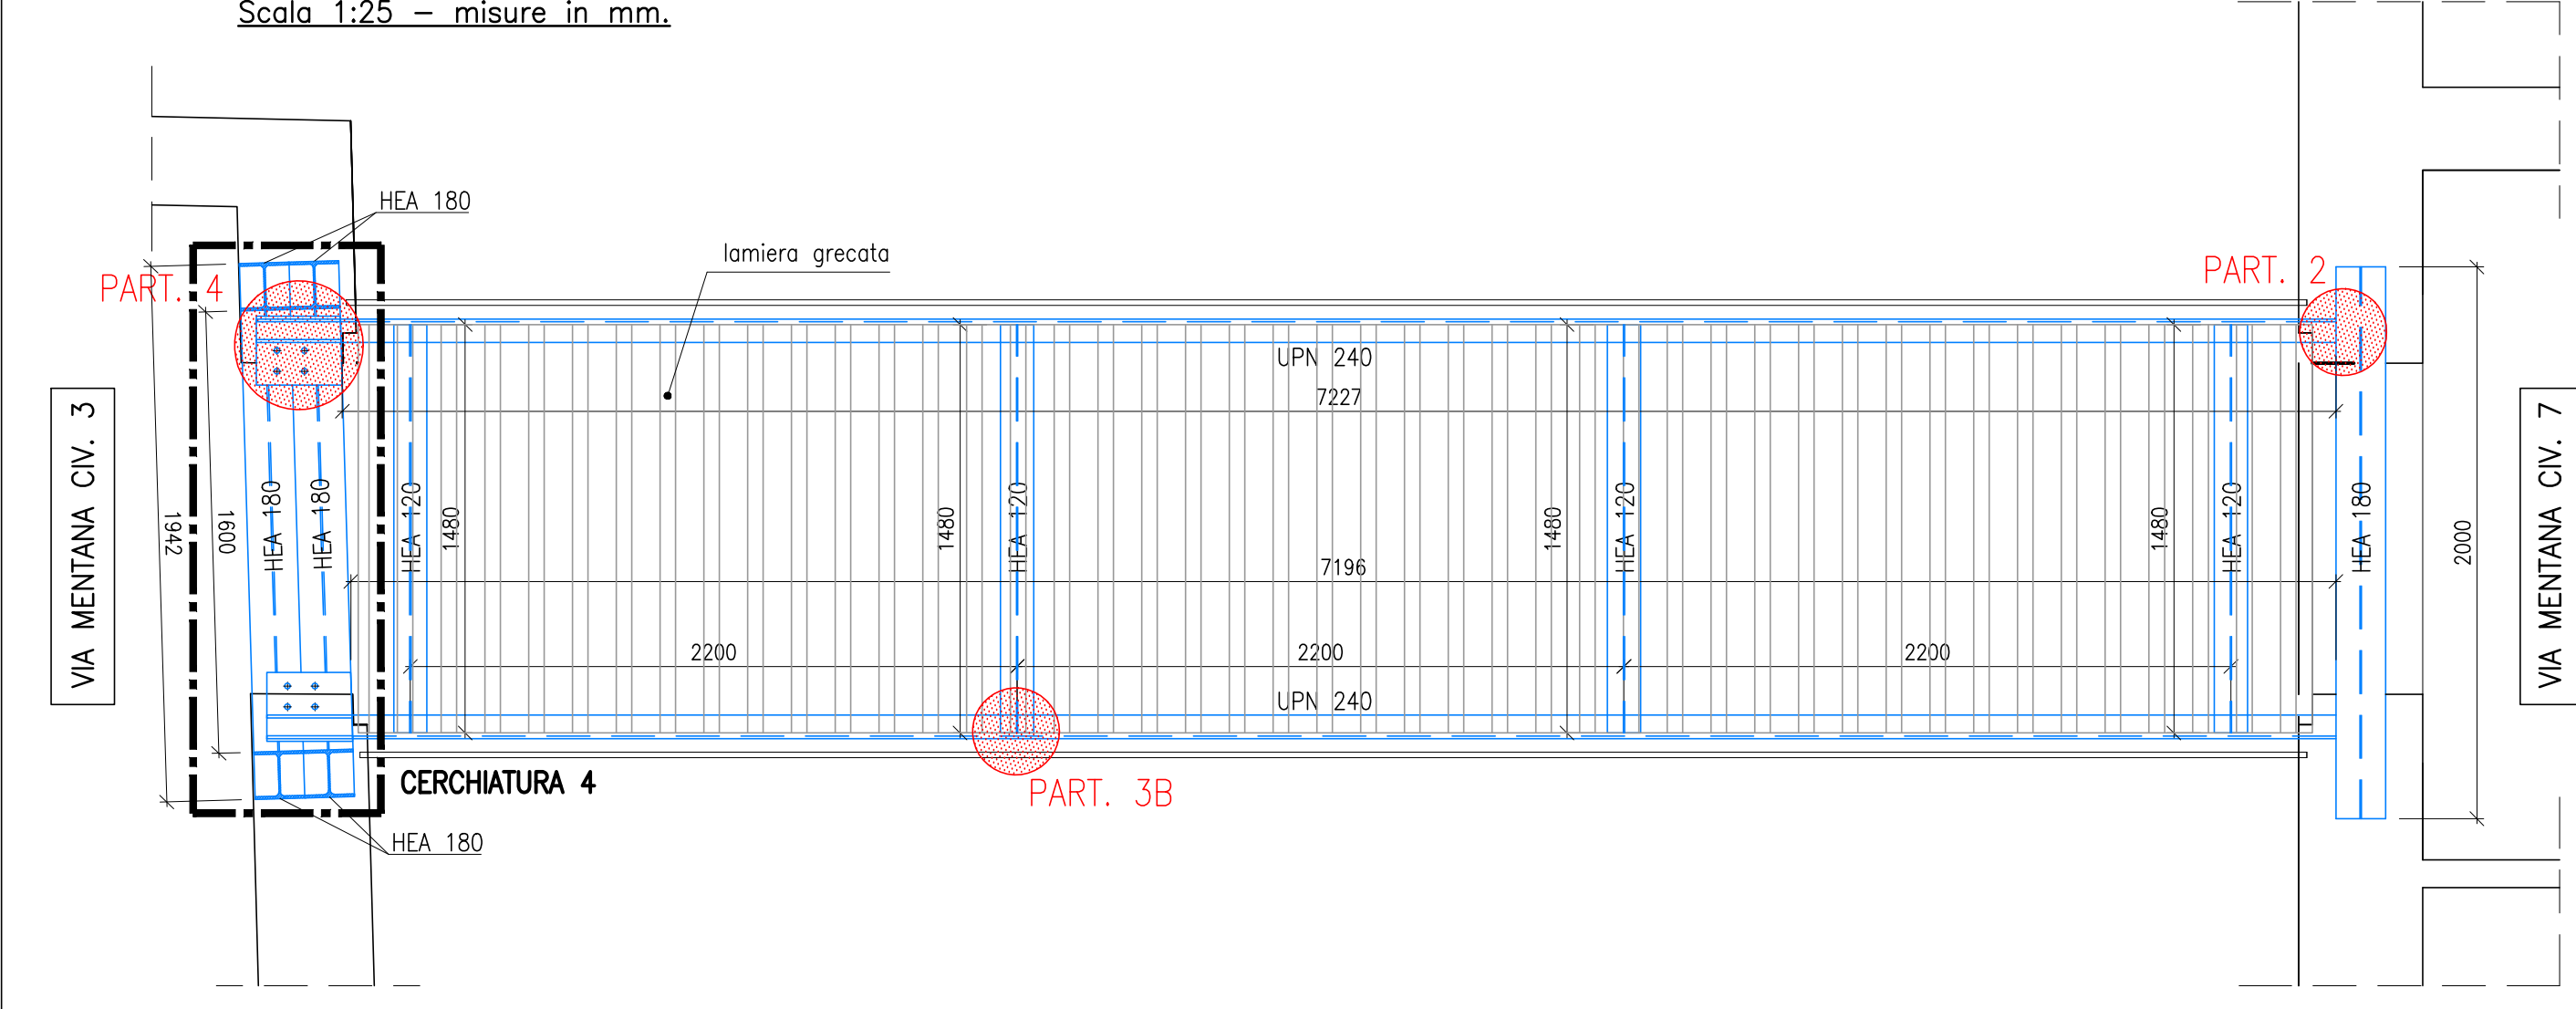 Scala 1:25 – misure in mm.
HEA 180
lamiera grecata
PART. 4
PART. 2
UPN 240
7227
VIA MENTANA CIV. 3
1942
1600
HEA 180
HEA 180
HEA 120
1480
1480
HEA 120
1480
HEA 120
1480
HEA 120
HEA 180
2000
VIA MENTANA CIV. 7
7196
2200
2200
2200
UPN 240
CERCHIATURA 4
PART. 3B
HEA 180